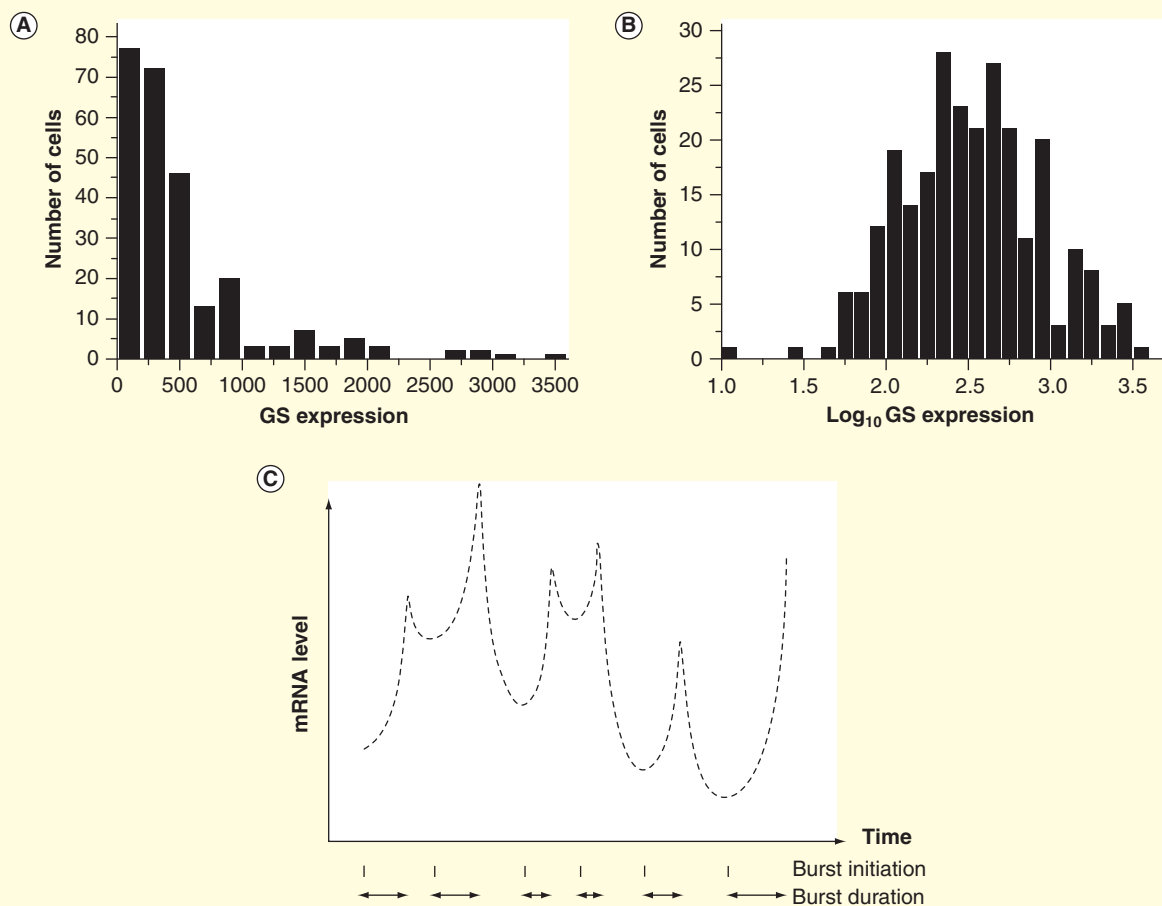 A
Number of cells
80
70
60
50
40
30
20
10
0
0 500 1000 1500 2000 2500 3000 3500
GS expression
B
Number of cells
30
25
20
15
10
5
0
1.0 1.5 2.0 2.5 3.0 3.5
Log10 GS expression
C
mRNA level
Time
Burst initiation
Burst duration